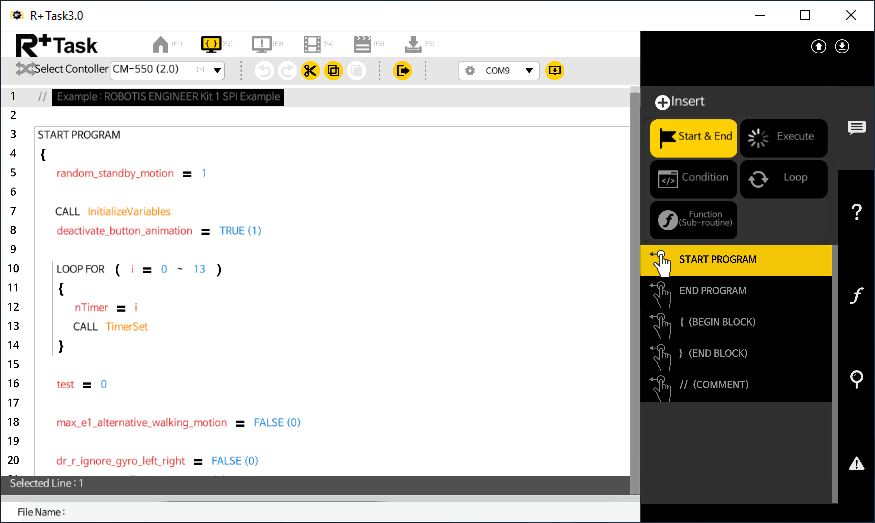 R+ Task3.0
R+Task
(F1)
(F2)
(F3)
(F4)
(F5)
(F6)
Select Contoller CM-550 (2.0)
COM9
1 // Example : ROBOTIS ENGINEER Kit 1 SPI Example
2
3 START PROGRAM
4 {
5 random_standby_motion = 1
6
7 CALL InitializeVariables
8 deactivate_button_animation = TRUE (1)
9
10 LOOP FOR ( i = 0 ~ 13 )
11 {
12 nTimer = i
13 CALL TimerSet
14 }
15
16 test = 0
17
18 max_e1_alternative_walking_motion = FALSE (0)
19
20 dr_r_ignore_gyro_left_right = FALSE (0)
Selected Line : 1
File Name :
Insert
Start & End
Execute
Condition
Loop
Function
(Sub-routine)
START PROGRAM
END PROGRAM
{ (BEGIN BLOCK)
} (END BLOCK)
// (COMMENT)